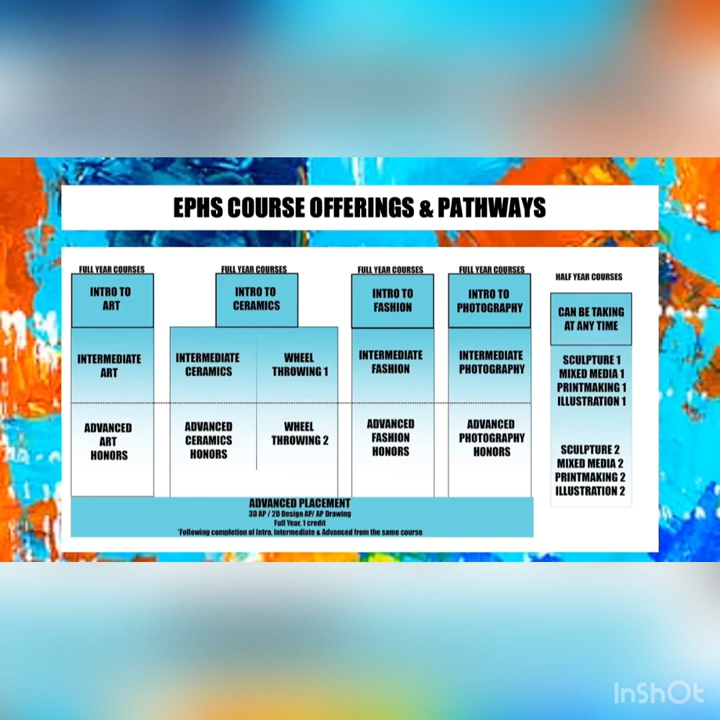 EPHS COURSE OFFERINGS & PATHWAYS
FULL YEAR COURSES
INTRO TO
ART
INTERMEDIATE
ART
ADVANCED
ART
HONORS
FULL YEAR COURSES
INTRO TO
CERAMICS
INTERMEDIATE
CERAMICS
WHEEL
THROWING 1
ADVANCED
CERAMICS
HONORS
WHEEL
THROWING 2
FULL YEAR COURSES
INTRO TO
FASHION
INTERMEDIATE
FASHION
ADVANCED
FASHION
HONORS
FULL YEAR COURSES
INTRO TO
PHOTOGRAPHY
INTERMEDIATE
PHOTOGRAPHY
ADVANCED
PHOTOGRAPHY
HONORS
HALF YEAR COURSES
CAN BE TAKING
AT ANY TIME
SCULPTURE 1
MIXED MEDIA 1
PRINTMAKING 1
ILLUSTRATION 1
SCULPTURE 2
MIXED MEDIA 2
PRINTMAKING 2
ILLUSTRATION 2
ADVANCED PLACEMENT
3D AP / 2D Design AP/ AP Drawing
Full Year, 1 credit
*Following completion of Intro, Intermediate & Advanced from the same course
InShOt